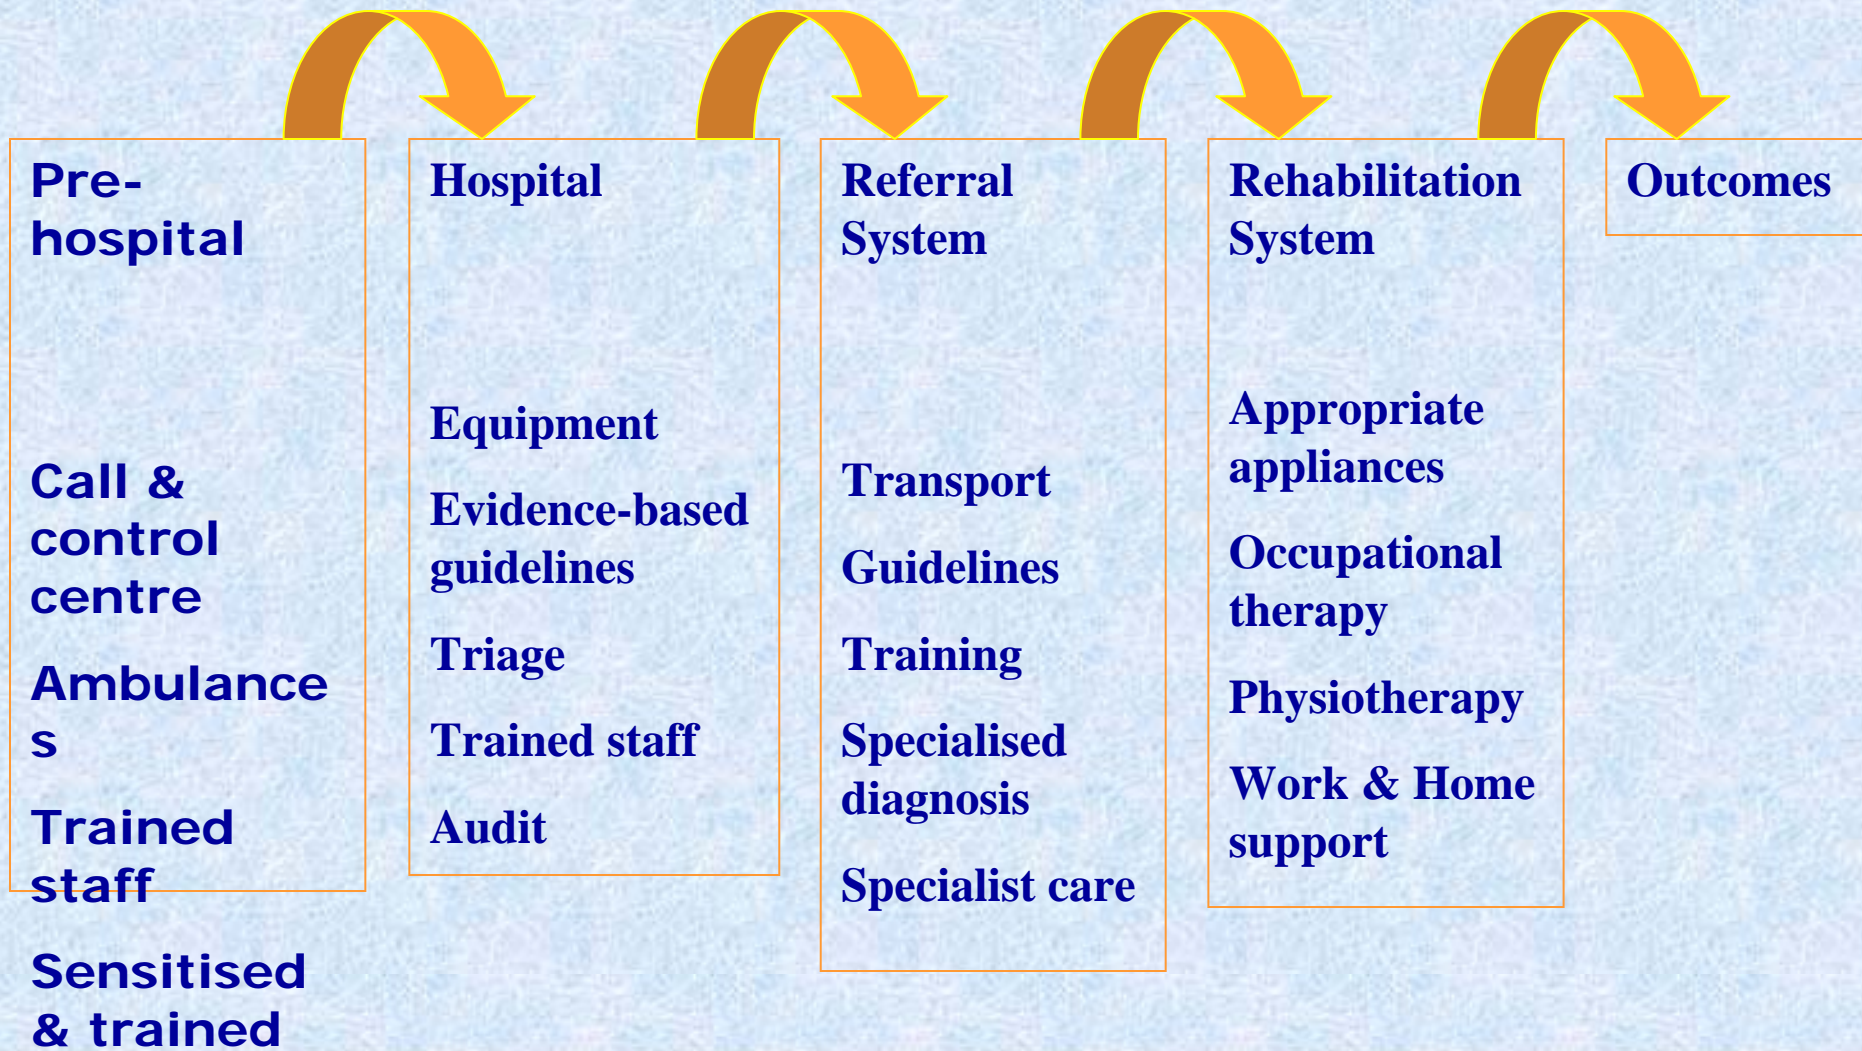 Pre-
hospital
Call &
control
centre
Ambulance
s
Trained
staff
Sensitised
& trained
Hospital
Equipment
Evidence-based
guidelines
Triage
Trained staff
Audit
Referral
System
Transport
Guidelines
Training
Specialised
diagnosis
Specialist care
Rehabilitation
System
Appropriate
appliances
Occupational
therapy
Physiotherapy
Work & Home
support
Outcomes